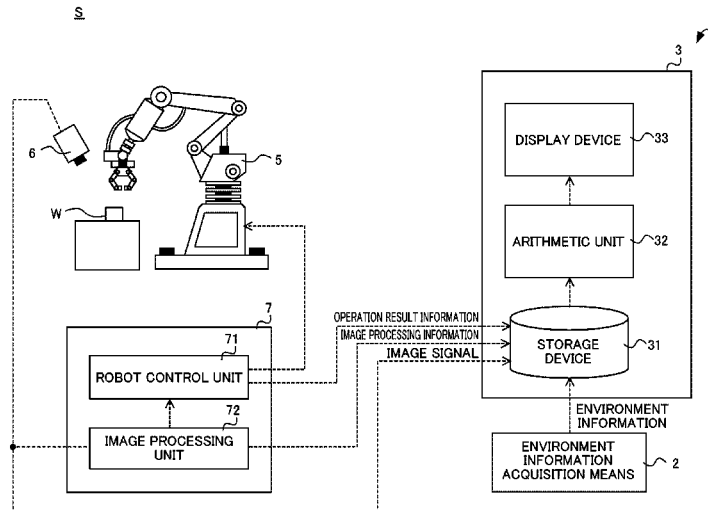 S
3
DISPLAY DEVICE
33
6
5
W
ARITHMETIC UNIT
32
7
OPERATION RESULT INFORMATION
71
IMAGE PROCESSING INFORMATION
IMAGE SIGNAL
STORAGE
DEVICE
31
ROBOT CONTROL UNIT
72
IMAGE PROCESSING
UNIT
ENVIRONMENT
INFORMATION
ENVIRONMENT
INFORMATION
ACQUISITION MEANS
2